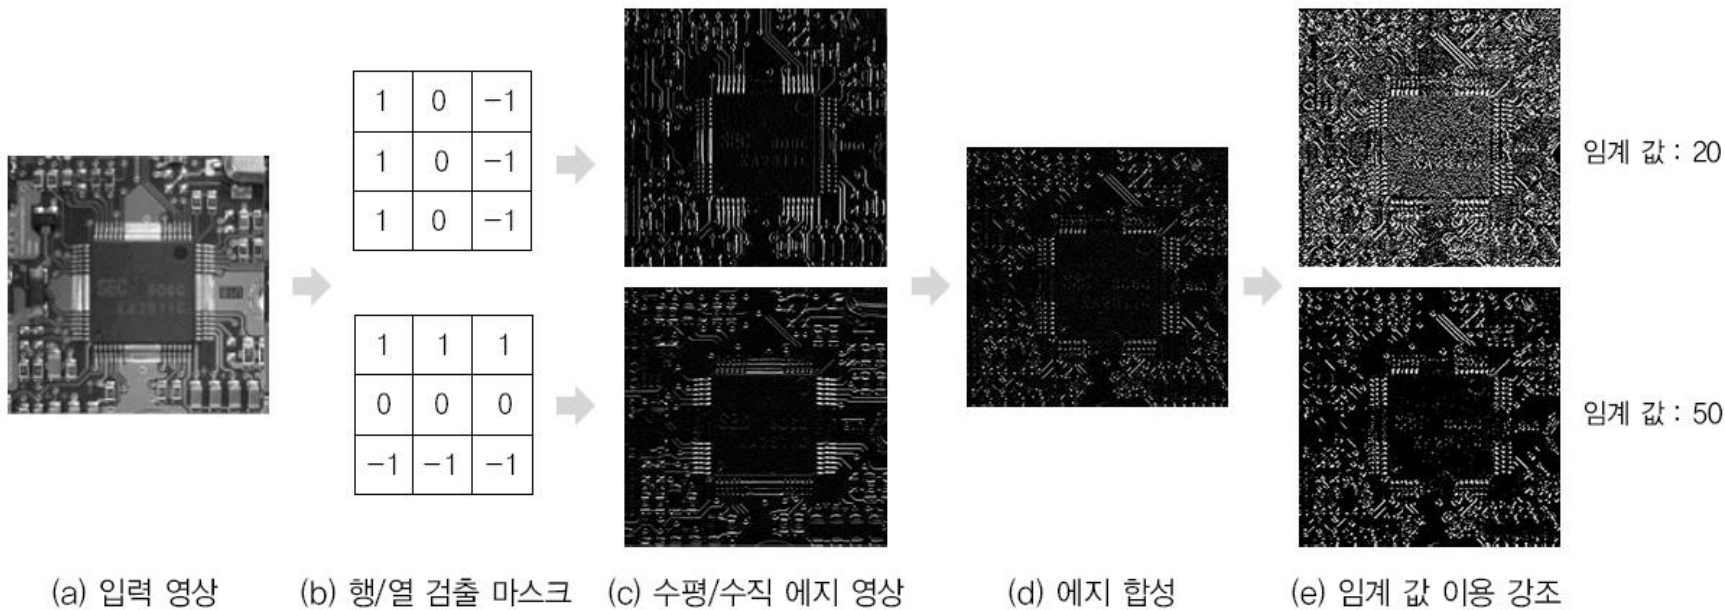 1 0 -1
1 0 -1
1 0 -1
1 1 1
0 0 0
-1 -1 -1
SEC
임계 값 : 20
임계 값 : 50
(a) 입력 영상
(b) 행/열 검출 마스크
(c) 수평/수직 에지 영상
(d) 에지 합성
(e) 임계 값 이용 강조